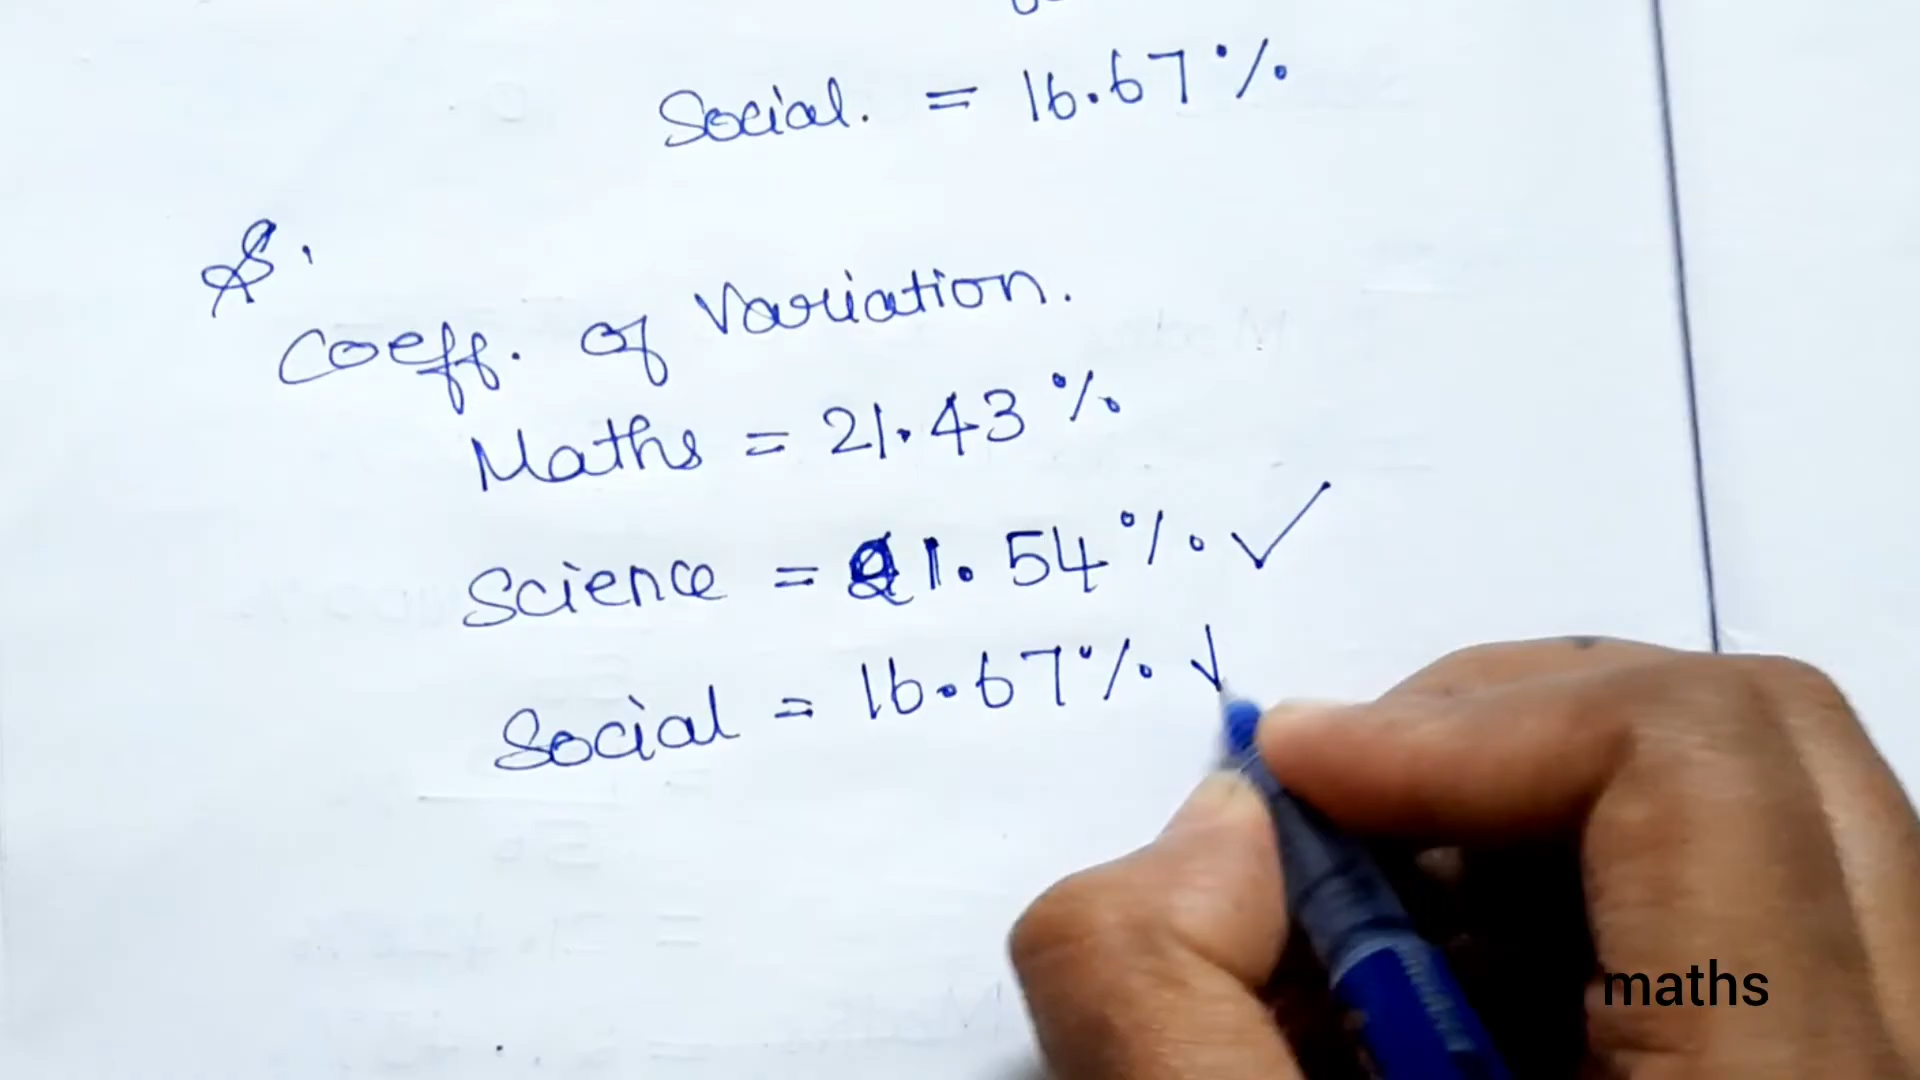 Social. = 16.67%
S.
Coeff. of Variation.
Maths = 21.43%
Science = 21.54% ✓
Social = 16.67%
maths